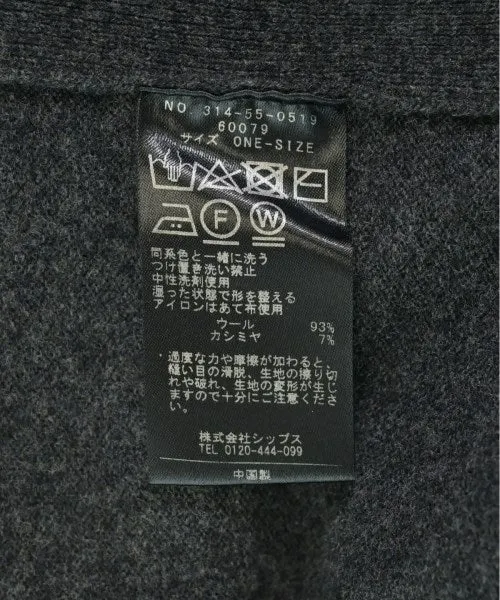 NO 314-55-0519
60079
サイズ ONE-SIZE
F W
同系色と一緒に洗う
つけ置き洗い禁止
中性洗剤使用
湿った状態で形を整える
アイロンはあて布使用
ウール 93%
カシミヤ 7%
・過度な力や摩擦が加わると、
縫い目の滑脱、生地の擦り切
れや破れ、生地の変形が生じ
ますので十分にご注意くださ
い。
株式会社シップス
TEL 0120-444-099
中国製